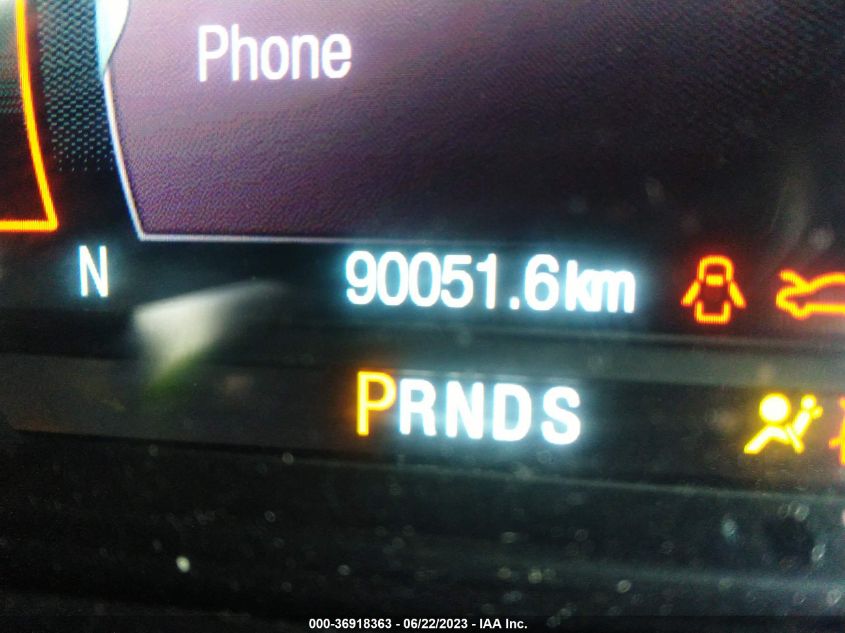 Phone
N 90051.6km
PRNDS
000-36918363 - 06/22/2023 - IAA Inc.